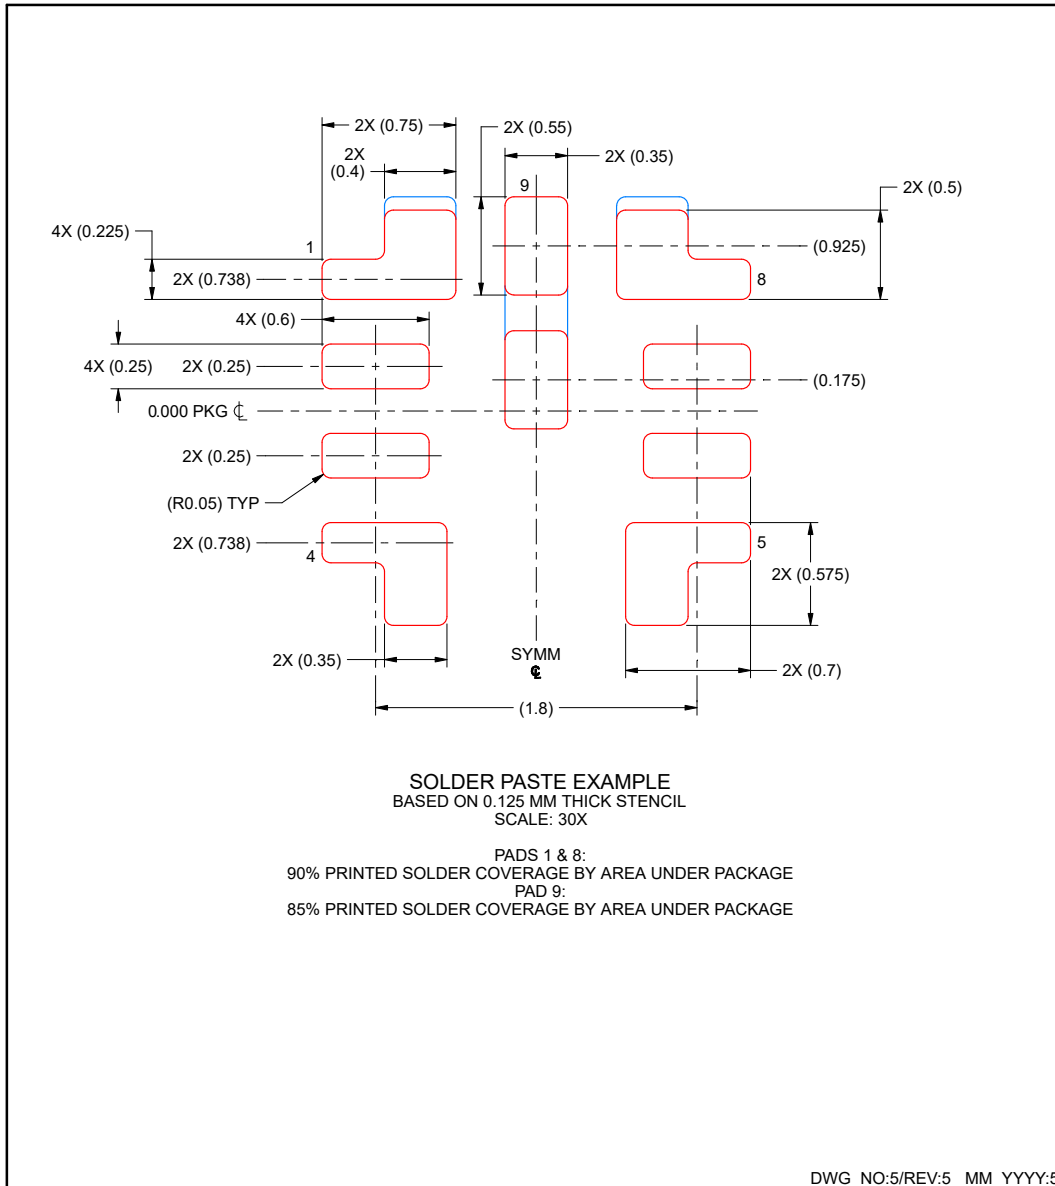 2X (0.75)
2X (0.55)
2X
(0.4)
2X (0.35)
9
2X (0.5)
4X (0.225)
1
(0.925)
2X (0.738)
8
4X (0.6)
4X (0.25)
2X (0.25)
(0.175)
0.000 PKG ℄
2X (0.25)
(R0.05) TYP
2X (0.738)
4
5
2X (0.575)
2X (0.35)
SYMM
℄
2X (0.7)
(1.8)
SOLDER PASTE EXAMPLE
BASED ON 0.125 MM THICK STENCIL
SCALE: 30X
PADS 1 & 8:
90% PRINTED SOLDER COVERAGE BY AREA UNDER PACKAGE
PAD 9:
85% PRINTED SOLDER COVERAGE BY AREA UNDER PACKAGE
DWG_NO:5/REV:5_ MM_YYYY:5